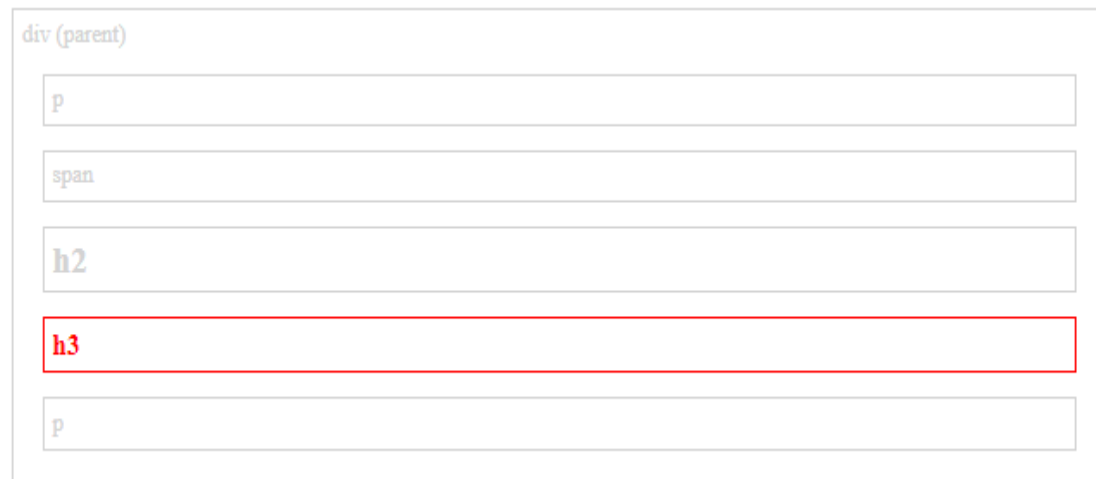 div (parent)
p
span
h2
h3
p